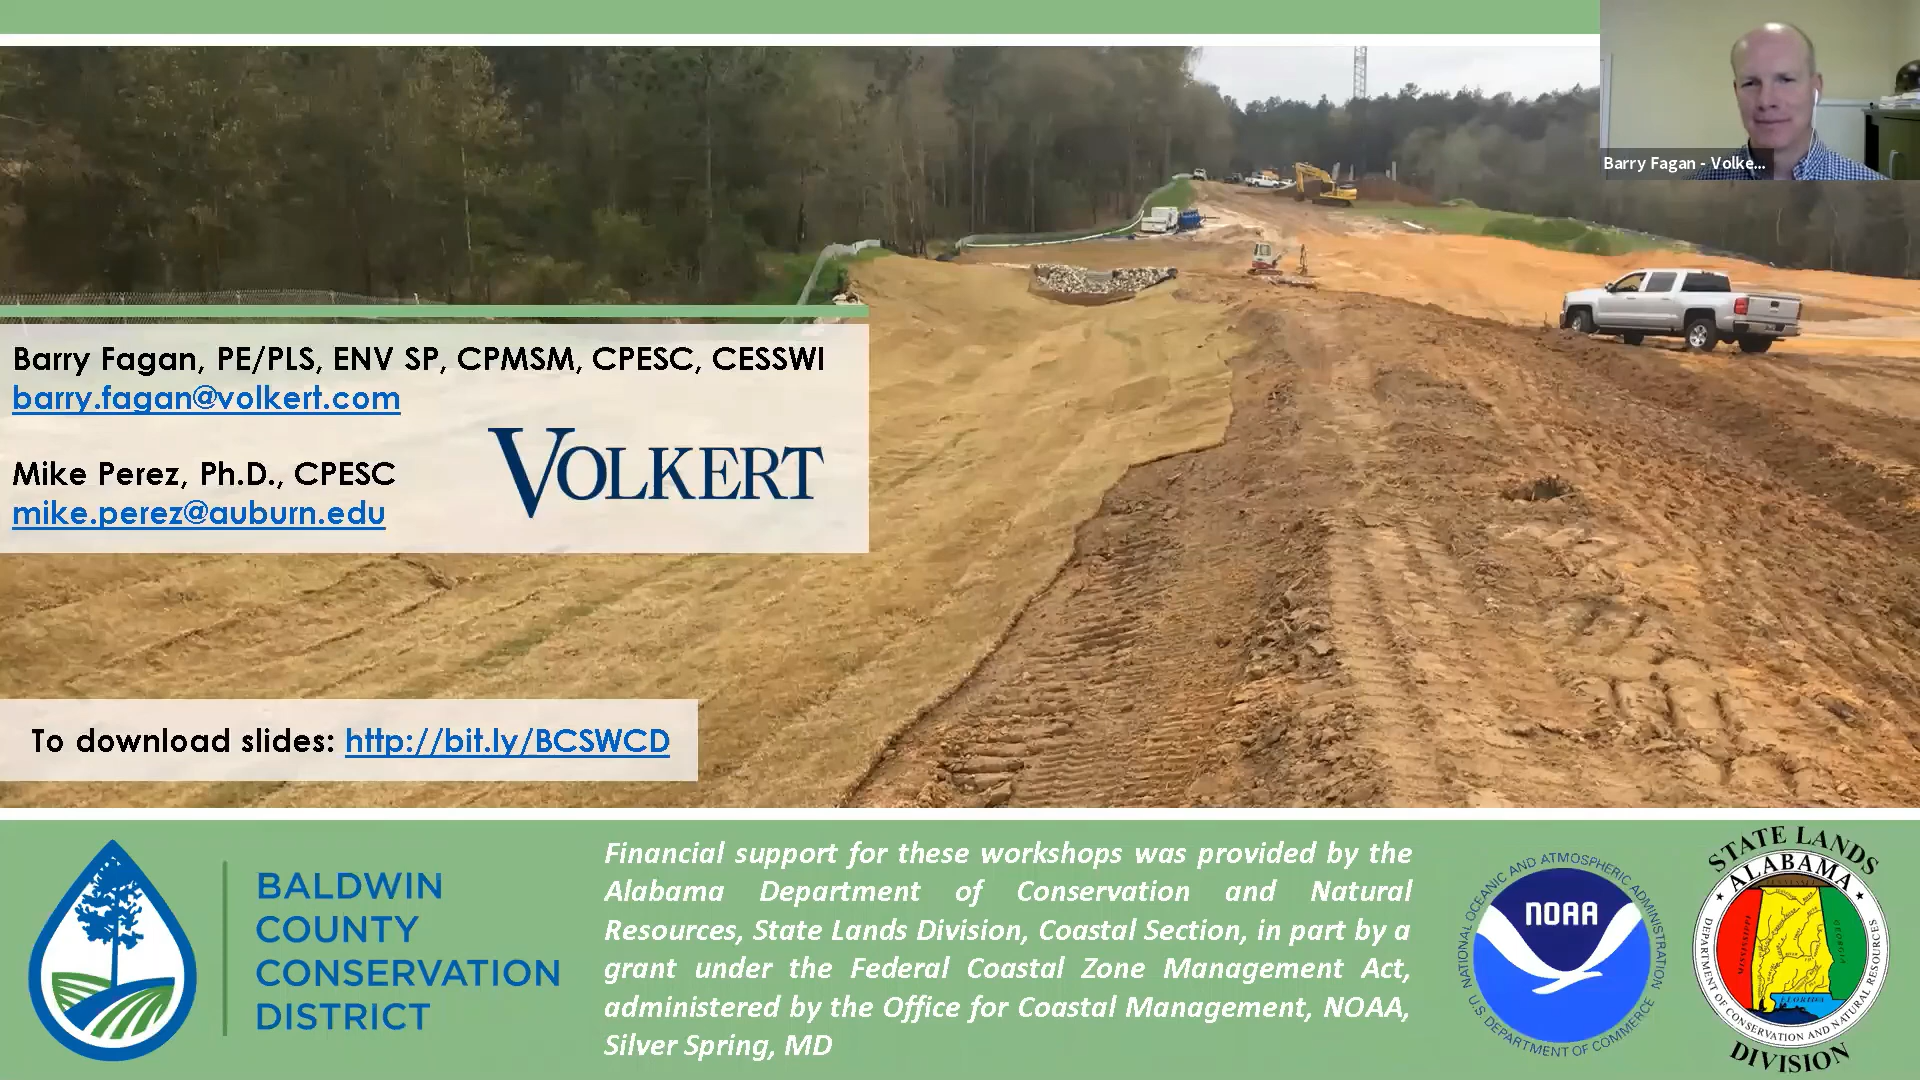 Barry Fagan - Volke...
Barry Fagan, PE/PLS, ENV SP, CPMSM, CPESC, CESSWI
barry.fagan@volkert.com
VOLKERT
Mike Perez, Ph.D., CPESC
mike.perez@auburn.edu
To download slides: http://bit.ly/BCSWCD
BALDWIN
COUNTY
CONSERVATION
DISTRICT
Financial support for these workshops was provided by the
Alabama Department of Conservation and Natural
Resources, State Lands Division, Coastal Section, in part by a
grant under the Federal Coastal Zone Management Act,
administered by the Office for Coastal Management, NOAA,
Silver Spring, MD
NATIONAL OCEANIC AND ATMOSPHERIC ADMINISTRATION
NOAA
U.S. DEPARTMENT OF COMMERCE
STATE LANDS
ALABAMA
MISSISSIPPI
GEORGIA
FLORIDA
DEPARTMENT OF CONSERVATION AND NATURAL RESOURCES
DIVISION